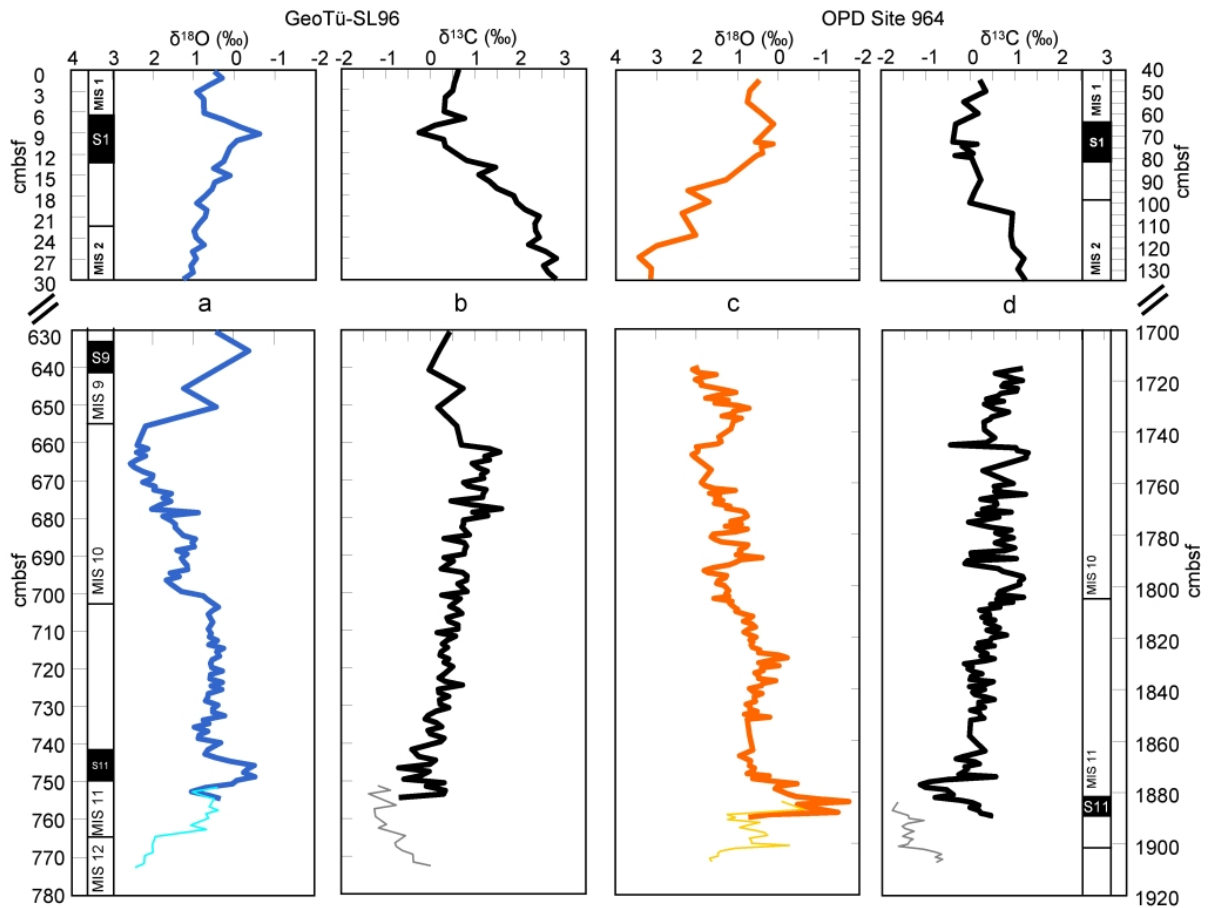 GeoTü-SL96 OPD Site 964
δ¹⁸O (‰) δ¹³C (‰) δ¹⁸O (‰) δ¹³C (‰)
4 3 2 1 0 -1 -2 -2 -1 0 1 2 3 4 3 2 1 0 -1 -2 -2 -1 0 1 2 3
0
3
6
9
12
15
18
21
24
27
30
cmbsf
MIS 1
S1
MIS 2
40
50
60
70
80
90
100
110
120
130
cmbsf
MIS 1
S1
MIS 2
a b c d
630
640
650
660
670
680
690
700
710
720
730
740
750
760
770
780
cmbsf
S9
MIS 9
MIS 10
S11
MIS 11
MIS 12
1700
1720
1740
1760
1780
1800
1820
1840
1860
1880
1900
1920
cmbsf
MIS 10
MIS 11
S11